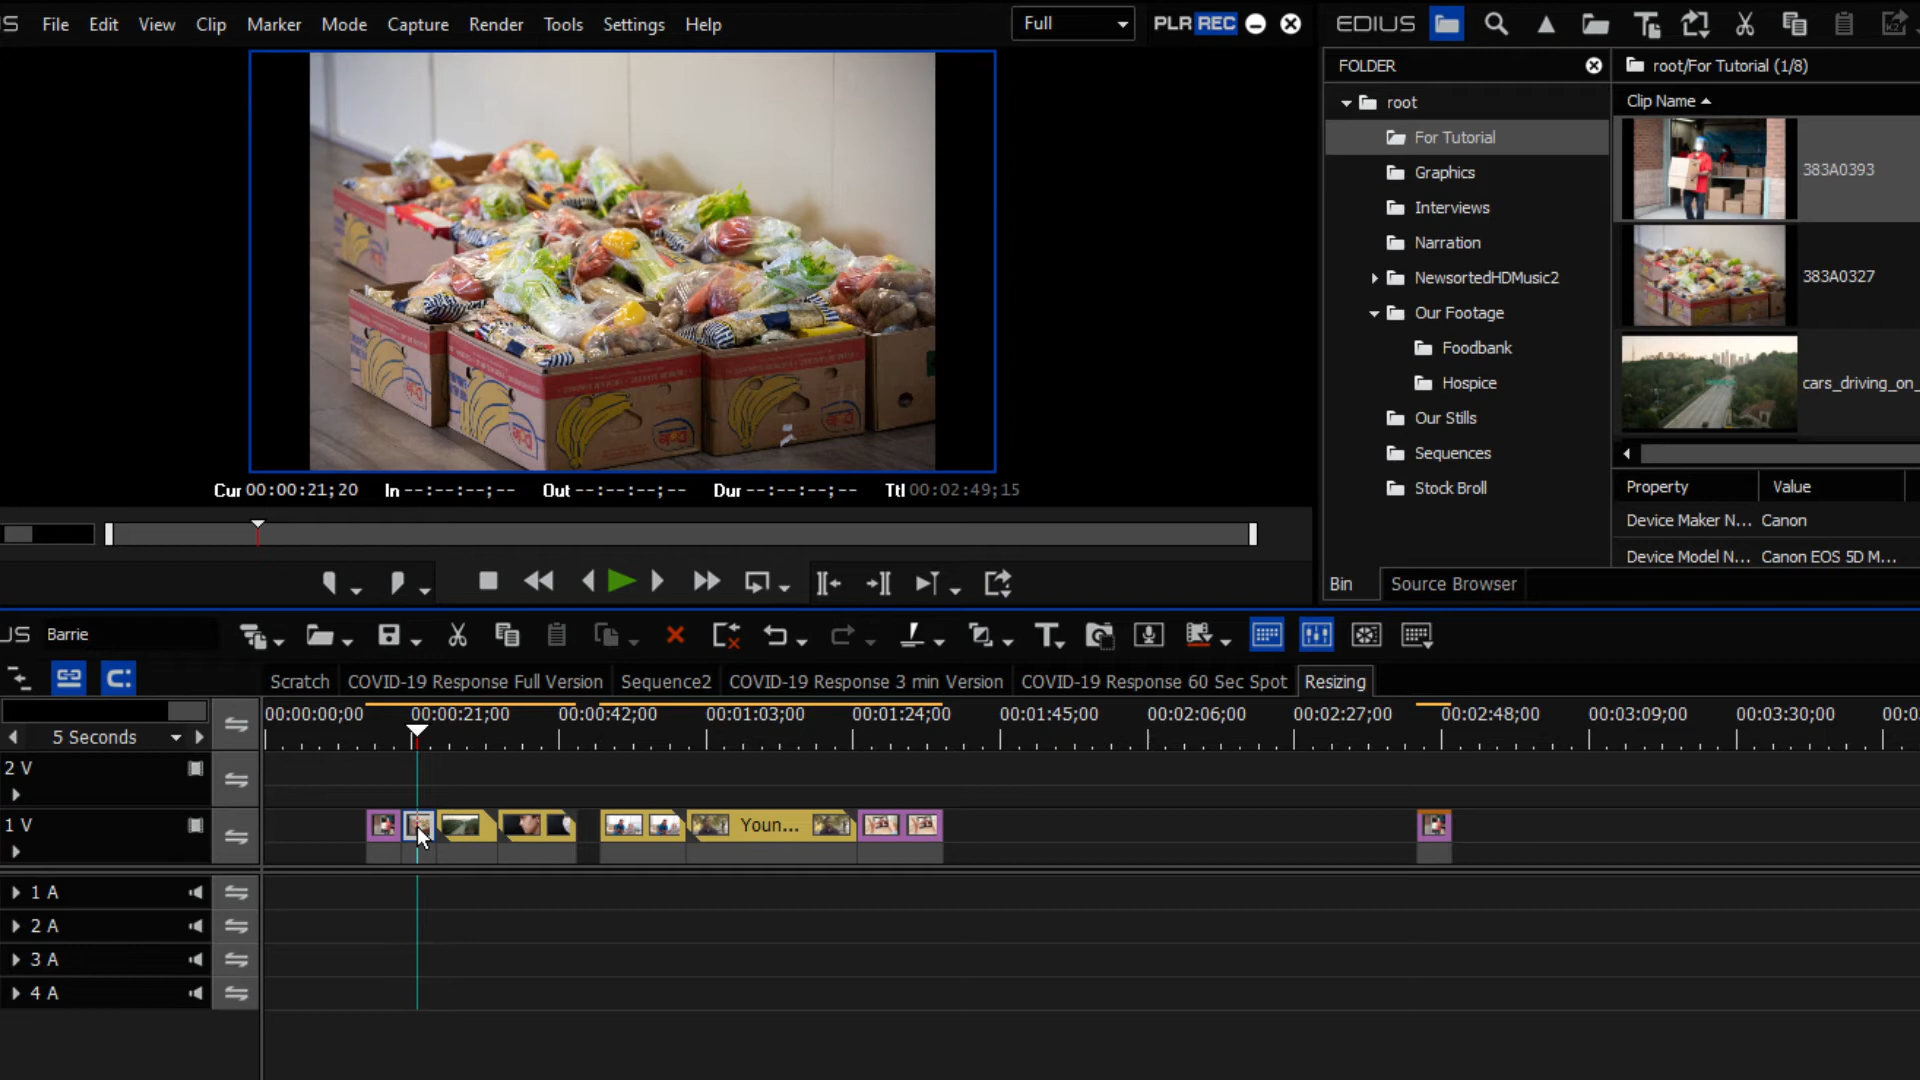 US File Edit View Clip Marker Mode Capture Render Tools Settings Help
Full
PLR REC
EDIUS
FOLDER
root
For Tutorial
Graphics
Interviews
Narration
NewsortedHDMusic2
Our Footage
Foodbank
Hospice
Our Stills
Sequences
Stock Broll
root/For Tutorial (1/8)
Clip Name
383A0393
383A0327
cars_driving_on_
Property Value
Device Maker N... Canon
Device Model N... Canon EOS 5D M...
Bin Source Browser
Cur 00:00:21;20 In --:--:--;-- Out --:--:--;-- Dur --:--:--;-- Ttl 00:02:49;15
US Barrie
Scratch COVID-19 Response Full Version Sequence2 COVID-19 Response 3 min Version COVID-19 Response 60 Sec Spot Resizing
00:00:00;00 00:00:21;00 00:00:42;00 00:01:03;00 00:01:24;00 00:01:45;00 00:02:06;00 00:02:27;00 00:02:48;00 00:03:09;00 00:03:30;00 00:0
5 Seconds
2 V
1 V
Youn...
1 A
2 A
3 A
4 A